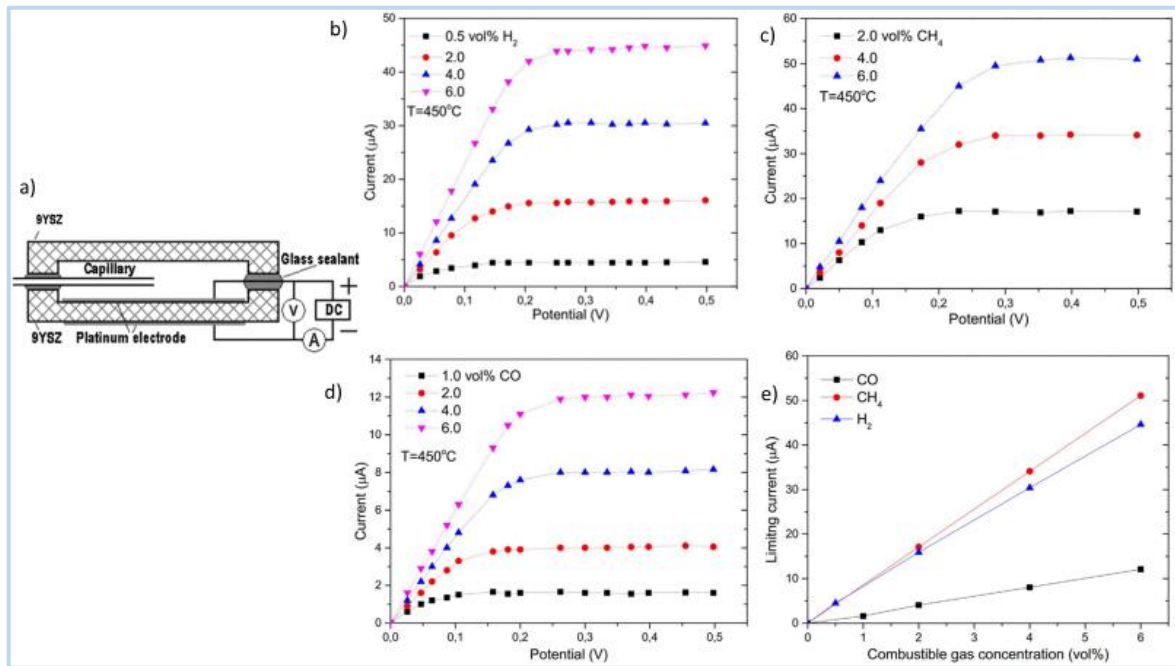 a)
9YSZ
Capillary
Glass sealant
+
V
DC
A
−
9YSZ
Platinum electrode
b)
50
40
30
20
10
0
Current (µA)
0.5 vol% H₂
2.0
4.0
6.0
T=450°C
0,0 0,1 0,2 0,3 0,4 0,5
Potential (V)
c)
60
50
40
30
20
10
0
Current (µA)
2.0 vol% CH₄
4.0
6.0
T=450°C
0,0 0,1 0,2 0,3 0,4 0,5
Potential (V)
d)
14
12
10
8
6
4
2
0
Current (µA)
1.0 vol% CO
2.0
4.0
6.0
T=450°C
0,0 0,1 0,2 0,3 0,4 0,5
Potential (V)
e)
60
50
40
30
20
10
0
Limitng current (µA)
CO
CH₄
H₂
0 1 2 3 4 5 6
Combustible gas concentration (vol%)